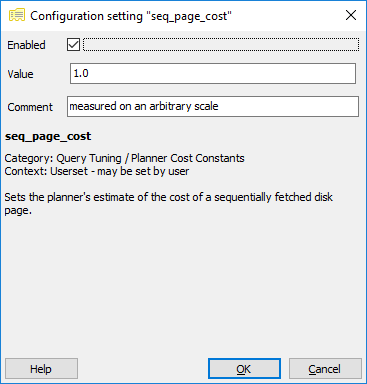 Configuration setting "seq_page_cost"
Enabled
Value 1.0
Comment measured on an arbitrary scale
seq_page_cost
Category: Query Tuning / Planner Cost Constants
Context: Userset - may be set by user
Sets the planner's estimate of the cost of a sequentially fetched disk
page.
Help OK Cancel